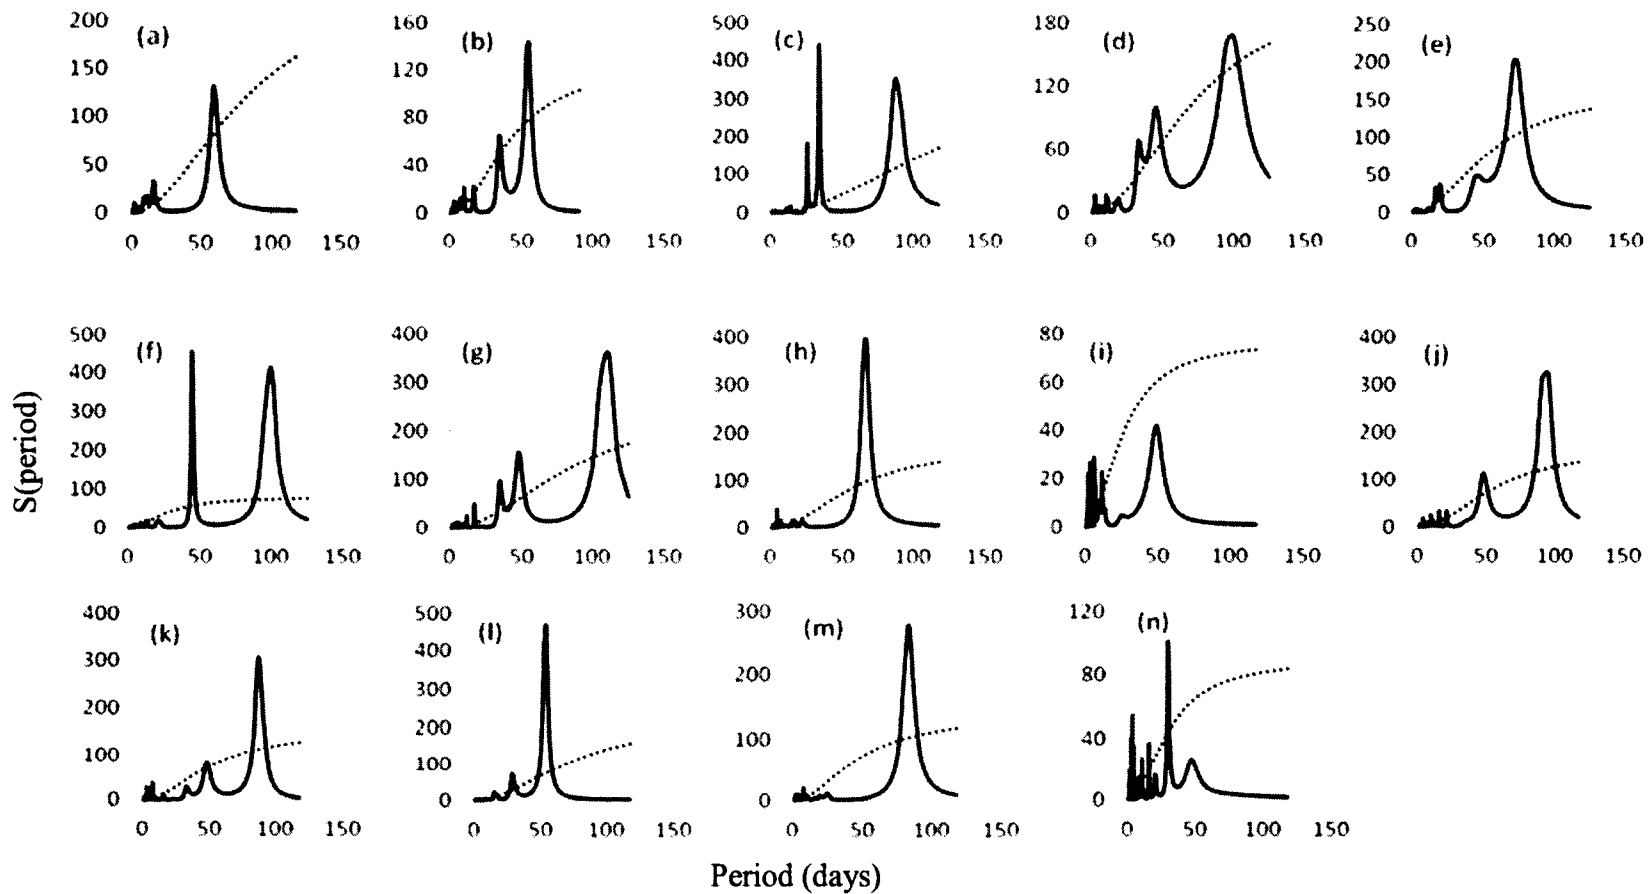 200 (a) 160 (b) 500 (c) 180 (d) 250 (e)
150 120 400 120 200
100 80 300 60 150
50 40 200 0 100
0 0 100 50
0 0
0 50 100 150 0 50 100 150 0 50 100 150 0 50 100 150 0 50 100 150
500 (f) 400 (g) 400 (h) 80 (i) 400 (j)
400 300 300 60 300
300 200 200 40 200
200 100 100 20 100
100 0 0 0 0
0
0 50 100 150 0 50 100 150 0 50 100 150 0 50 100 150 0 50 100 150
S(period)
400 (k) 500 (l) 300 (m) 120 (n)
300 400 200 80
200 300 100 40
100 200 0 0
0 100
0
0 50 100 150 0 50 100 150 0 50 100 150 0 50 100 150
Period (days)